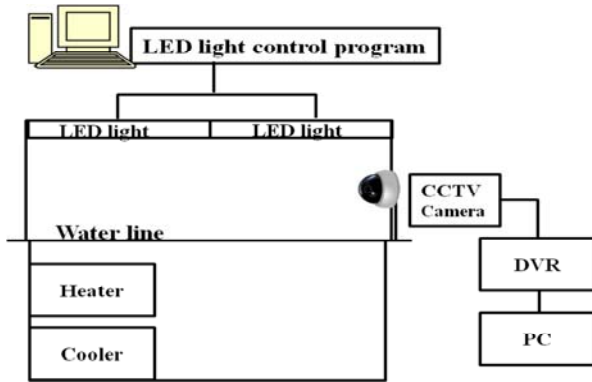 LED light control program
LED light
LED light
CCTV
Camera
Water line
DVR
Heater
PC
Cooler